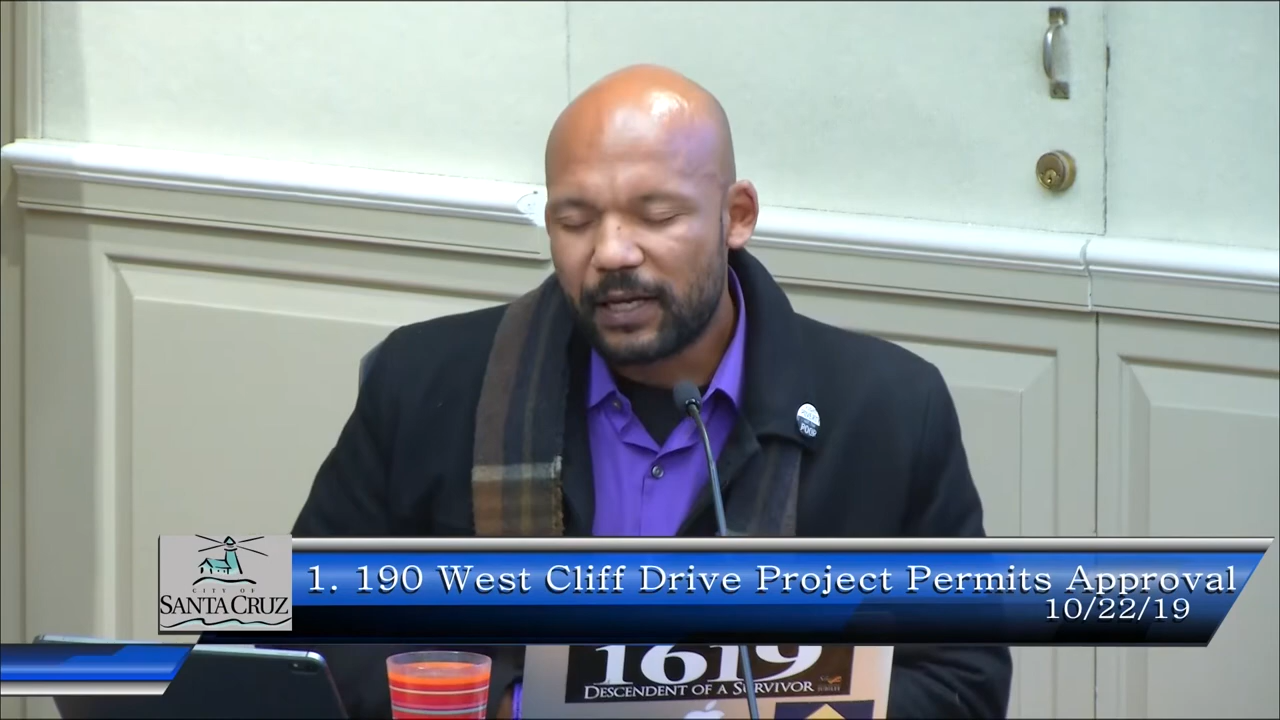 POOR
1. 190 West Cliff Drive Project Permits Approval
CITY OF
SANTA CRUZ
10/22/19
1619
DESCENDENT OF A SURVIVOR